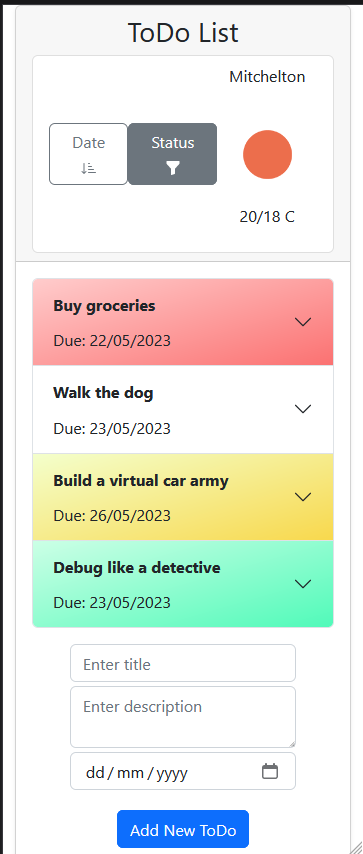 ToDo List
Mitchelton
Date
Status
20/18 C
Buy groceries
Due: 22/05/2023
Walk the dog
Due: 23/05/2023
Build a virtual car army
Due: 26/05/2023
Debug like a detective
Due: 23/05/2023
Enter title
Enter description
dd/mm/yyyy
Add New ToDo